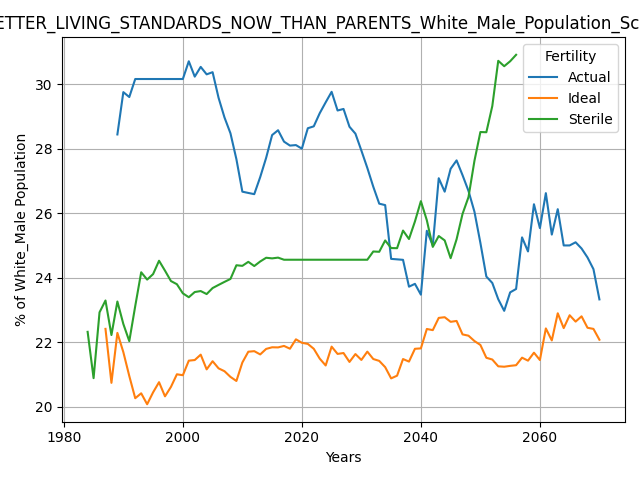 ETTER_LIVING_STANDARDS_NOW_THAN_PARENTS_White_Male_Population_Sc
Fertility
Actual
Ideal
Sterile
% of White_Male Population
30
28
26
24
22
20
1980
2000
2020
2040
2060
Years